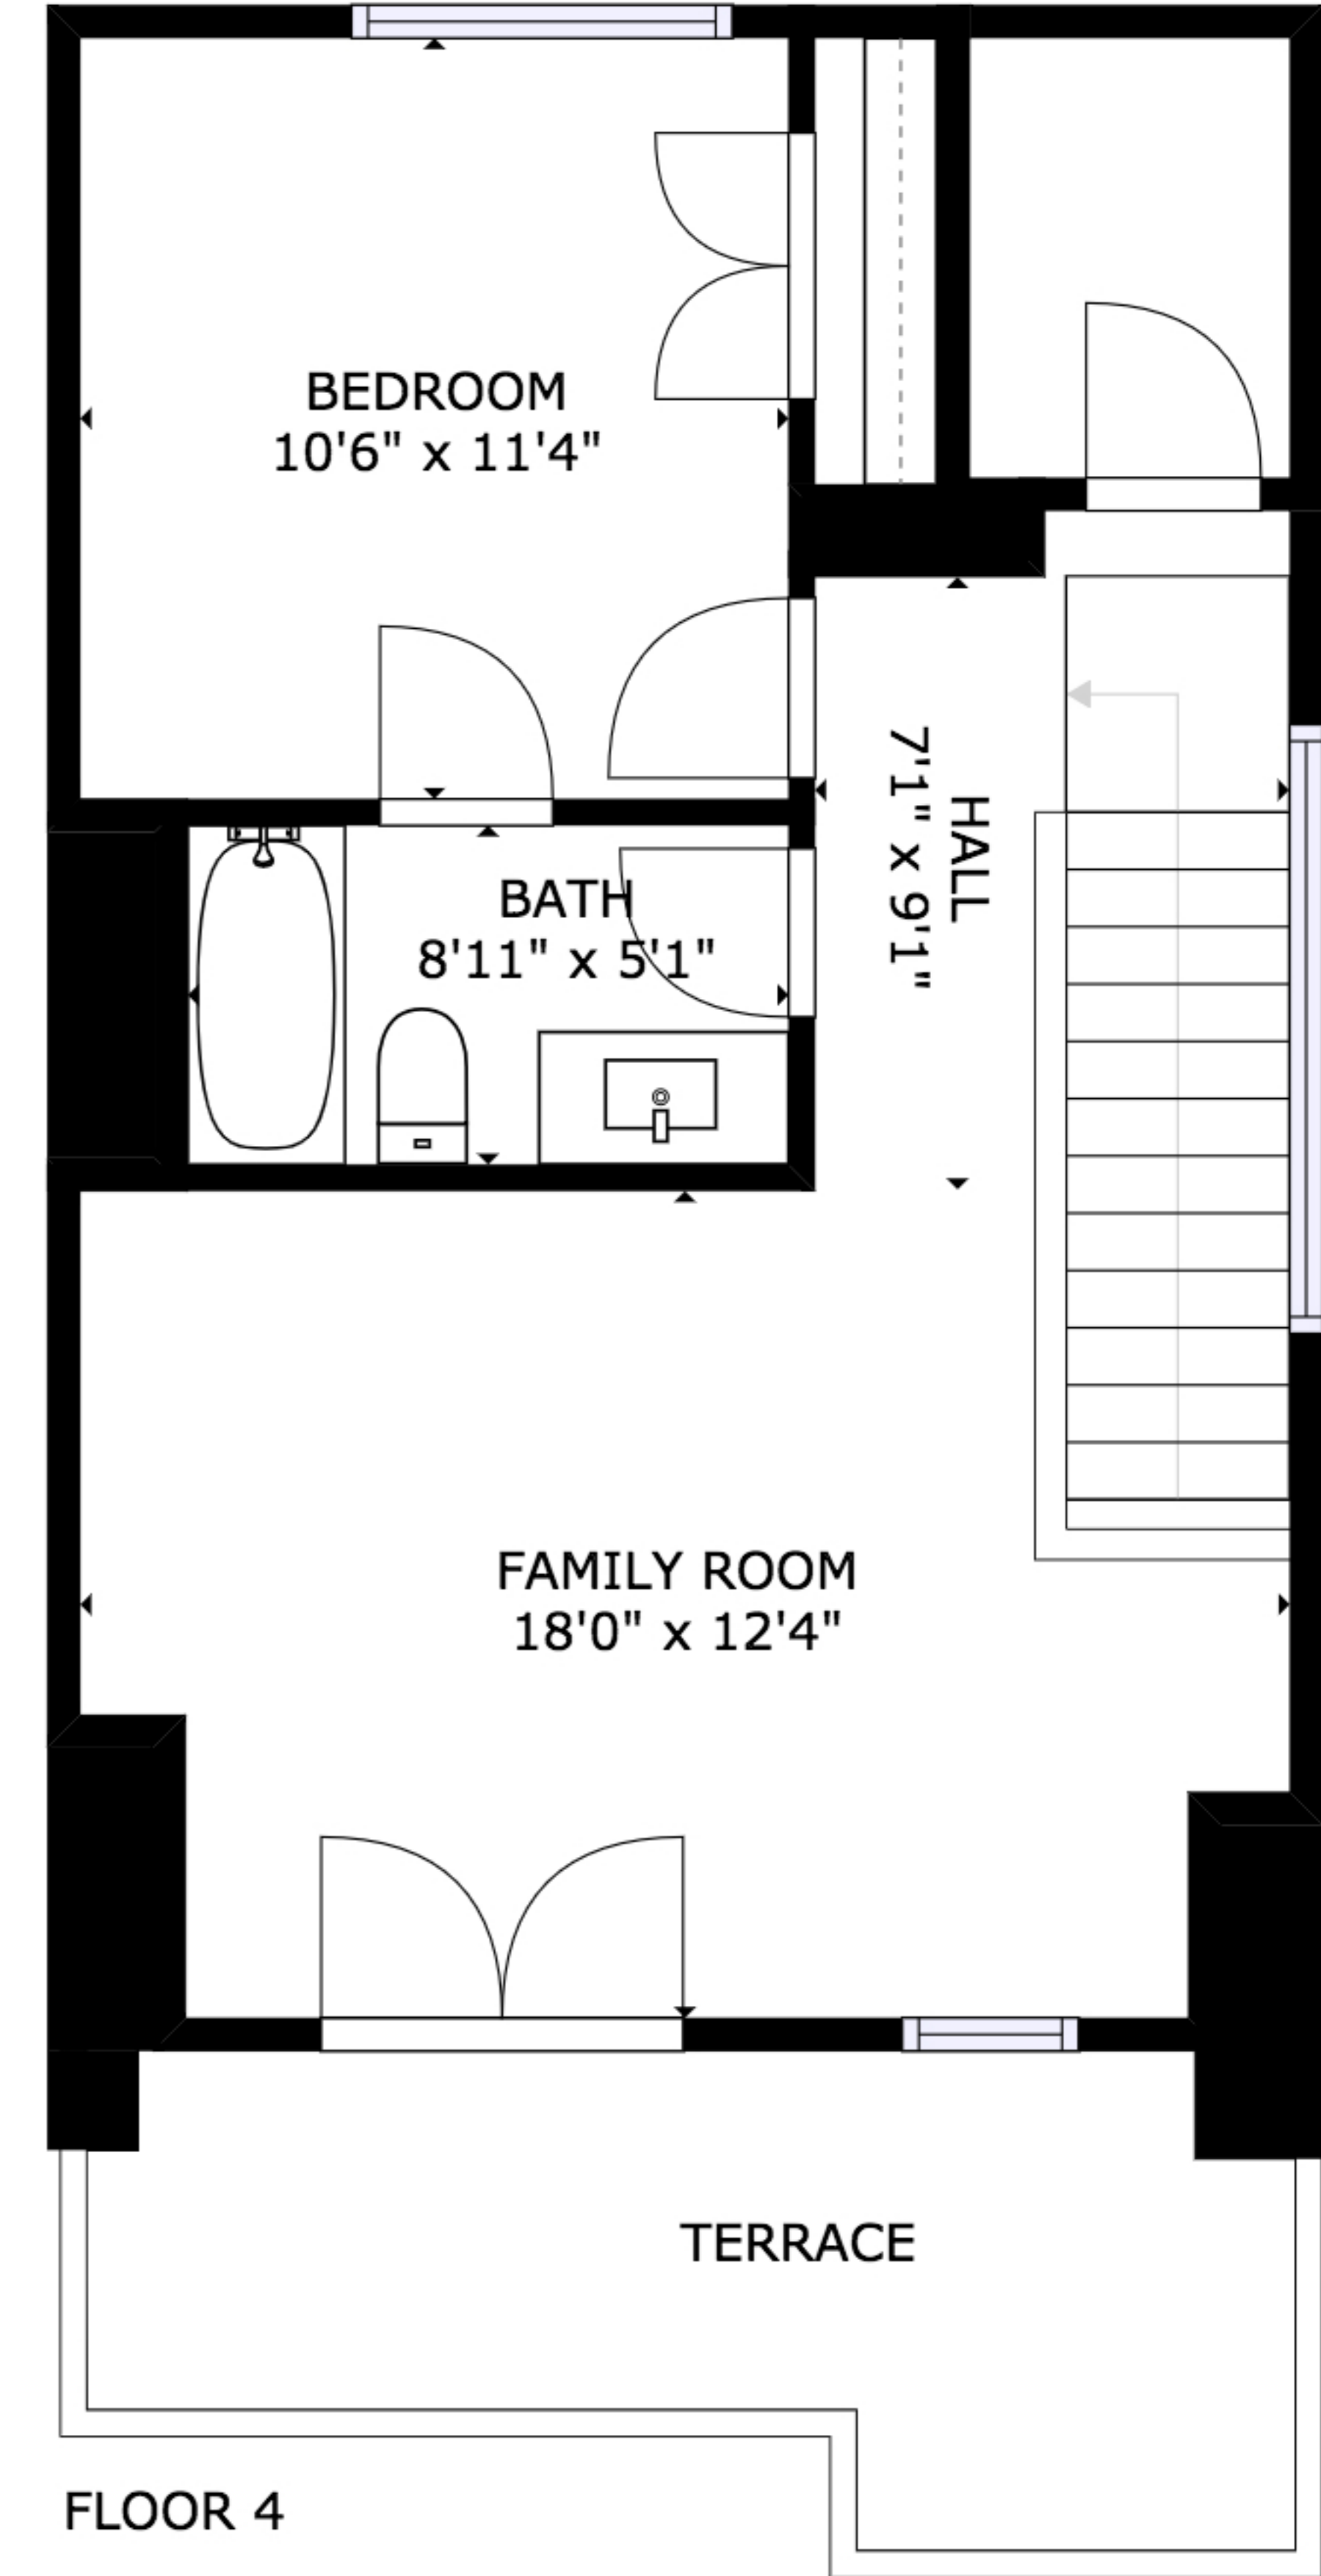 BEDROOM
10'6" x 11'4"
HALL
7'1" x 9'1"
BATH
8'11" x 5'1"
FAMILY ROOM
18'0" x 12'4"
TERRACE
FLOOR 4